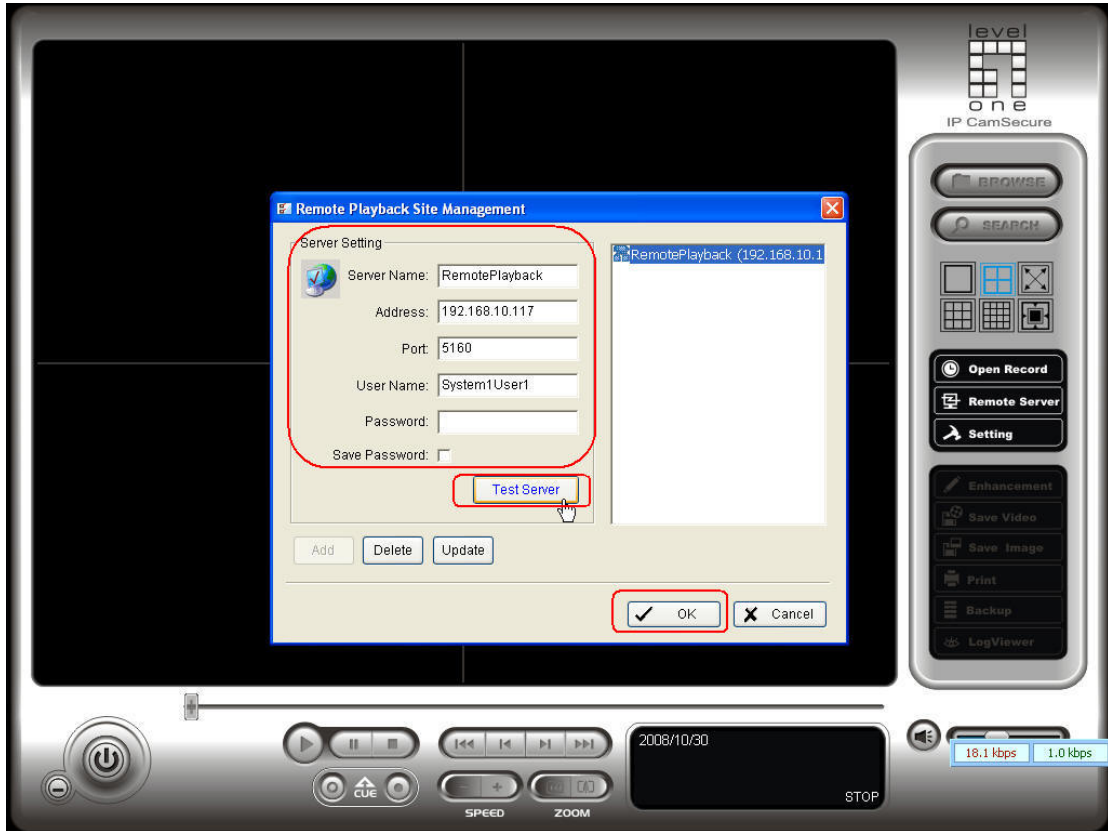 level
one
IP CamSecure
BROWSE
SEARCH
Remote Playback Site Management
Server Setting
Server Name: RemotePlayback
Address: 192.168.10.117
Port: 5160
User Name: System1User1
Password:
Save Password:
Test Server
RemotePlayback (192.168.10.1
Add Delete Update
OK Cancel
Open Record
Remote Server
Setting
Enhancement
Save Video
Save Image
Print
Backup
LogViewer
CUE
SPEED ZOOM
2008/10/30
STOP
18.1 kbps 1.0 kbps